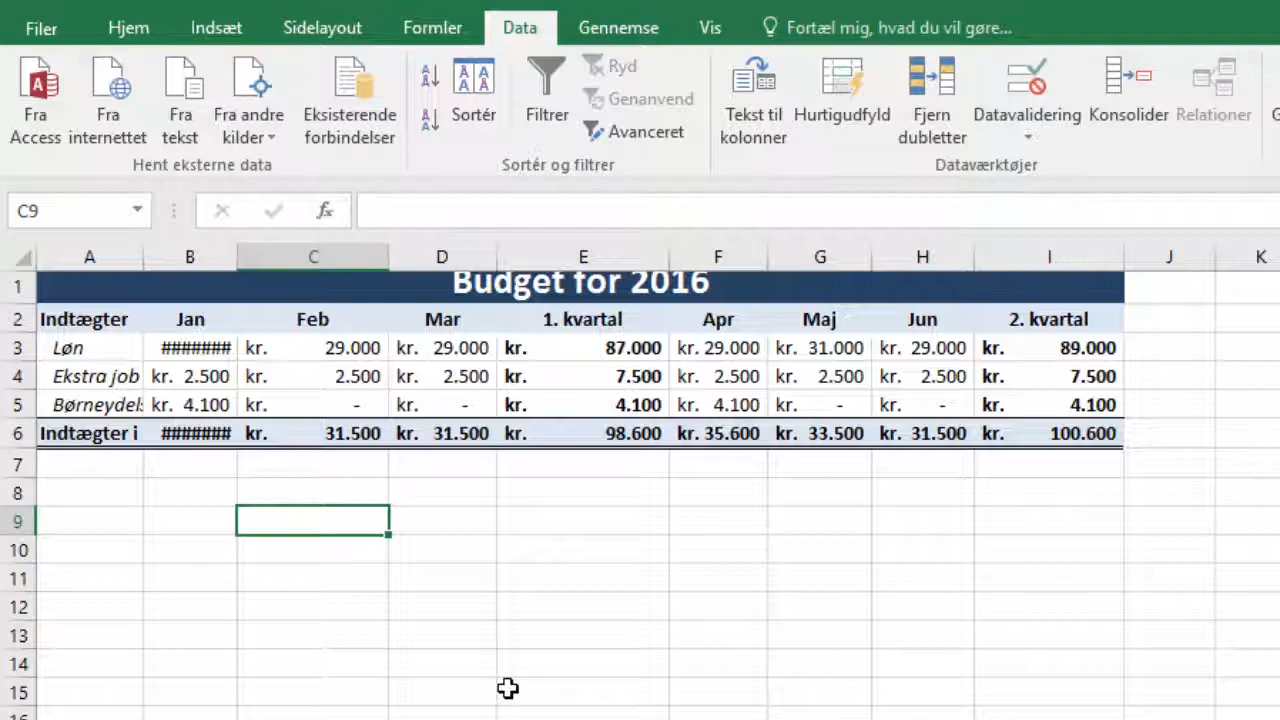 Filer Hjem Indsæt Sidelayout Formler Data Gennemse Vis Fortæl mig, hvad du vil gøre...
Fra Access
Fra internettet
Fra tekst
Fra andre kilder
Eksisterende forbindelser
Hent eksterne data
Sortér
Filtrer
Ryd
Genanvend
Avanceret
Sortér og filtrer
Tekst til kolonner
Hurtigudfyld
Fjern dubletter
Datavalidering
Konsolider
Relationer
Dataværktøjer
C9 fx
A B C D E F G H I J K
1 Budget for 2016
2 Indtægter Jan Feb Mar 1. kvartal Apr Maj Jun 2. kvartal
3 Løn ####### kr. 29.000 kr. 29.000 kr. 87.000 kr. 29.000 kr. 31.000 kr. 29.000 kr. 89.000
4 Ekstra job kr. 2.500 kr. 2.500 kr. 2.500 kr. 7.500 kr. 2.500 kr. 2.500 kr. 2.500 kr. 7.500
5 Børneydels kr. 4.100 kr. - kr. - kr. 4.100 kr. 4.100 kr. - kr. - kr. 4.100
6 Indtægter i ####### kr. 31.500 kr. 31.500 kr. 98.600 kr. 35.600 kr. 33.500 kr. 31.500 kr. 100.600
7
8
9
10
11
12
13
14
15